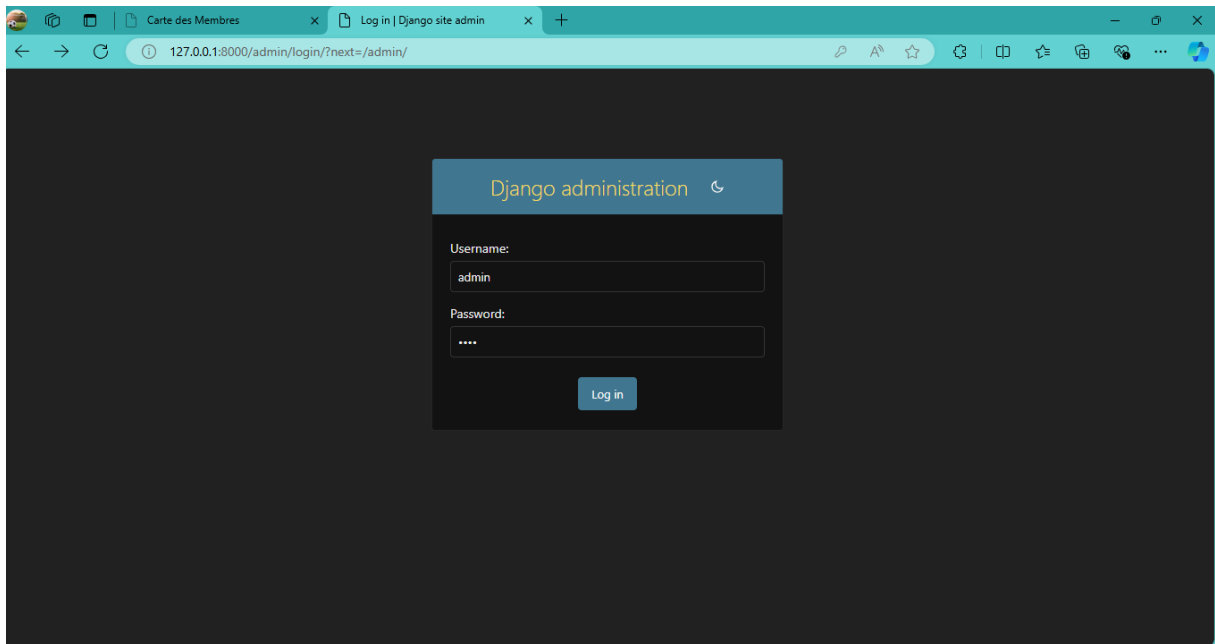 Carte des Membres
Log in | Django site admin
127.0.0.1:8000/admin/login/?next=/admin/
Django administration
Username:
admin
Password:
••••
Log in